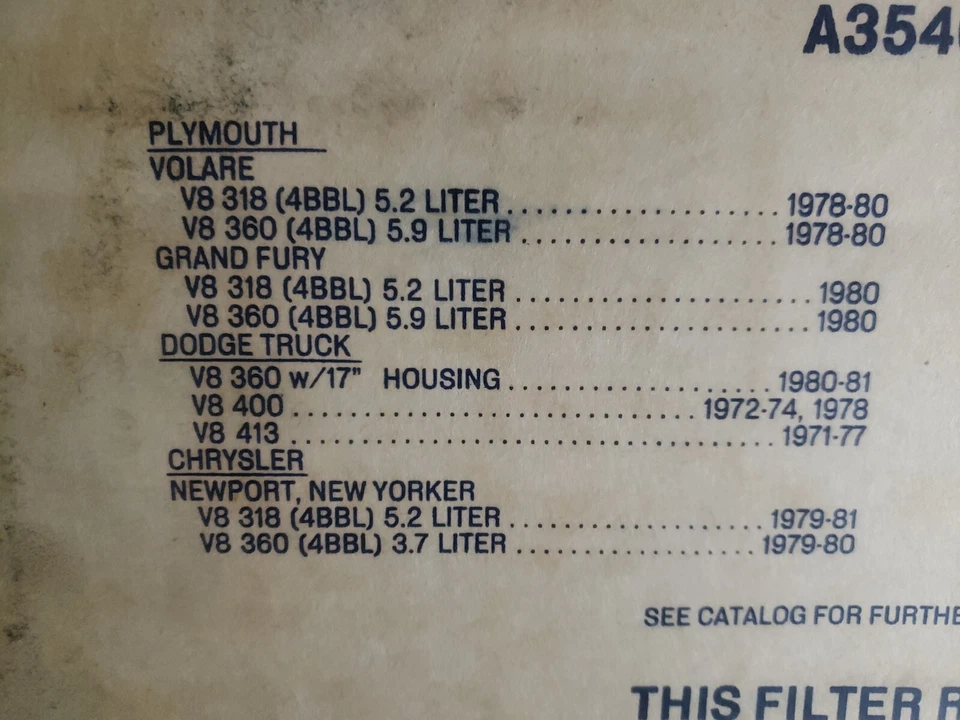 A354
PLYMOUTH
VOLARE
V8 318 (4BBL) 5.2 LITER .................. 1978-80
V8 360 (4BBL) 5.9 LITER .................. 1978-80
GRAND FURY
V8 318 (4BBL) 5.2 LITER ..................... 1980
V8 360 (4BBL) 5.9 LITER ..................... 1980
DODGE TRUCK
V8 360 w/17" HOUSING .................. 1980-81
V8 400 ............................ 1972-74, 1978
V8 413 .................................. 1971-77
CHRYSLER
NEWPORT, NEW YORKER
V8 318 (4BBL) 5.2 LITER ................. 1979-81
V8 360 (4BBL) 3.7 LITER ................. 1979-80
SEE CATALOG FOR FURTHE
THIS FILTER R